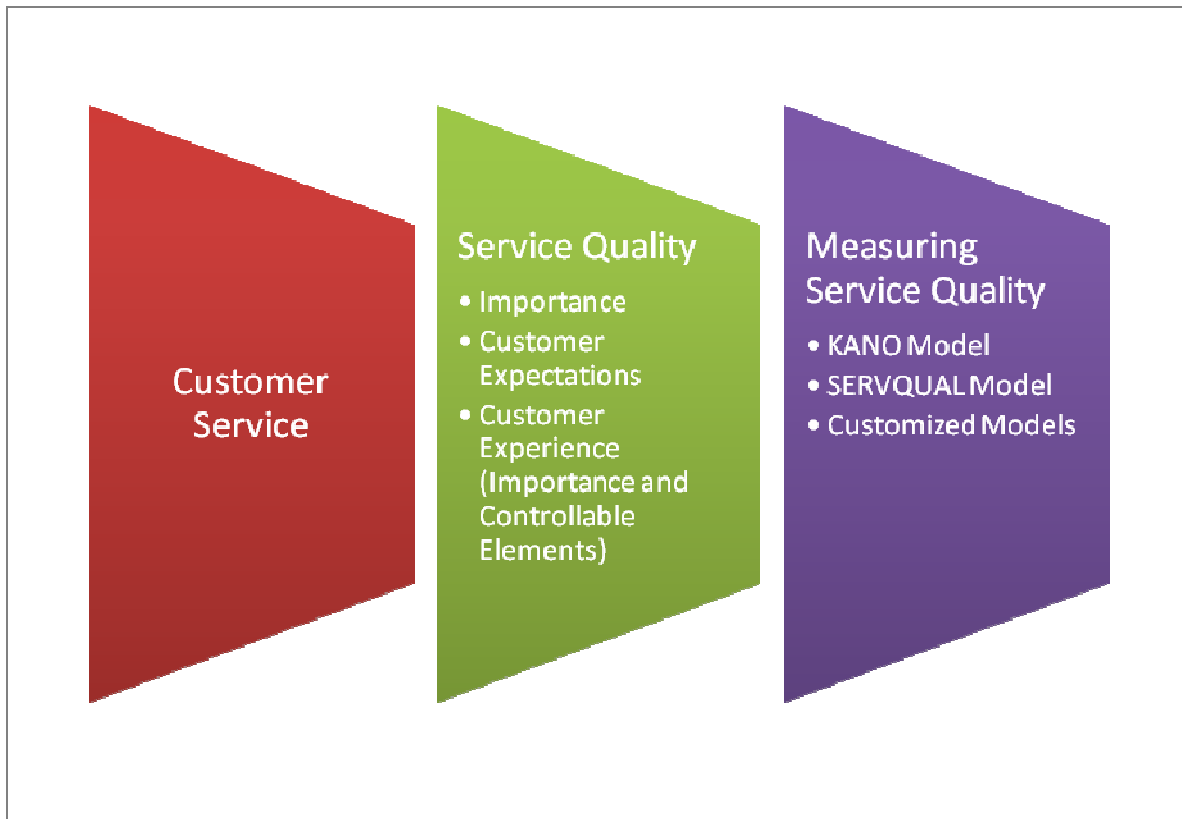 Customer
Service
Service Quality
• Importance
• Customer
Expectations
• Customer
Experience
(Importance and
Controllable
Elements)
Measuring
Service Quality
• KANO Model
• SERVQUAL Model
• Customized Models